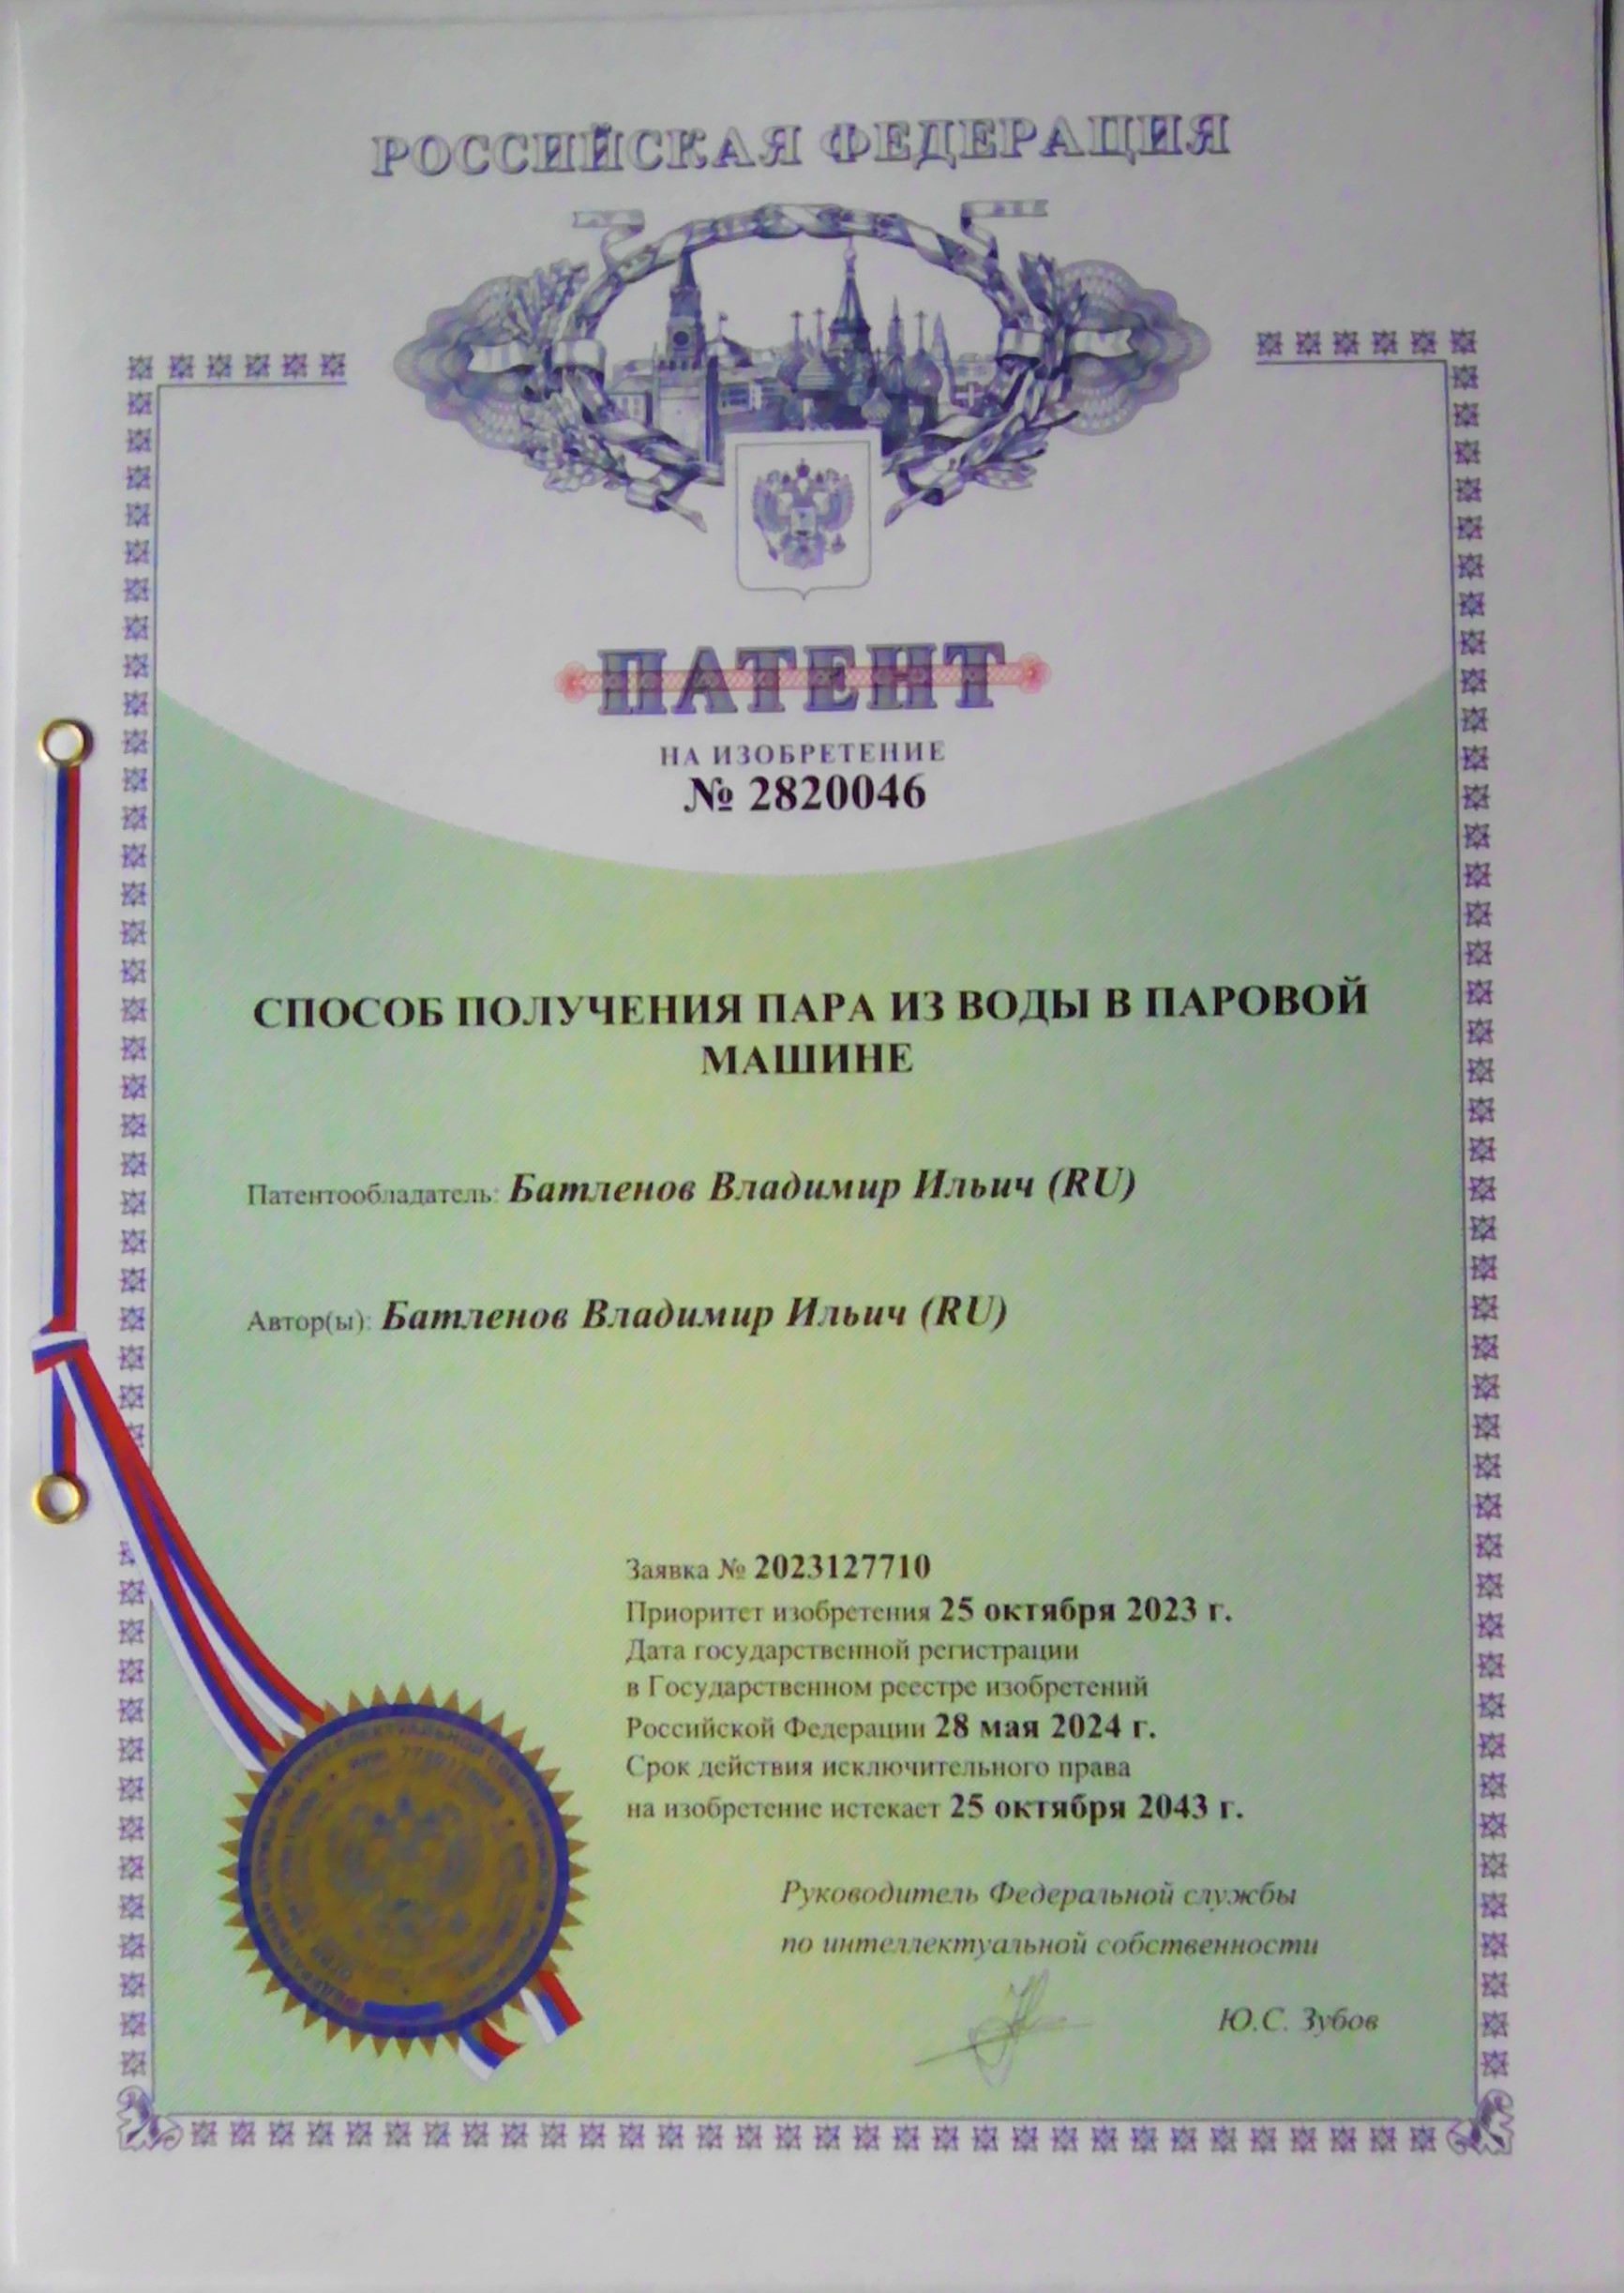 РОССИЙСКАЯ ФЕДЕРАЦИЯ
ПАТЕНТ
НА ИЗОБРЕТЕНИЕ
№ 2820046
СПОСОБ ПОЛУЧЕНИЯ ПАРА ИЗ ВОДЫ В ПАРОВОЙ
МАШИНЕ
Патентообладатель: Батленов Владимир Ильич (RU)
Автор(ы): Батленов Владимир Ильич (RU)
Заявка № 2023127710
Приоритет изобретения 25 октября 2023 г.
Дата государственной регистрации
в Государственном реестре изобретений
Российской Федерации 28 мая 2024 г.
Срок действия исключительного права
на изобретение истекает 25 октября 2043 г.
Руководитель Федеральной службы
по интеллектуальной собственности
Ю.С. Зубов